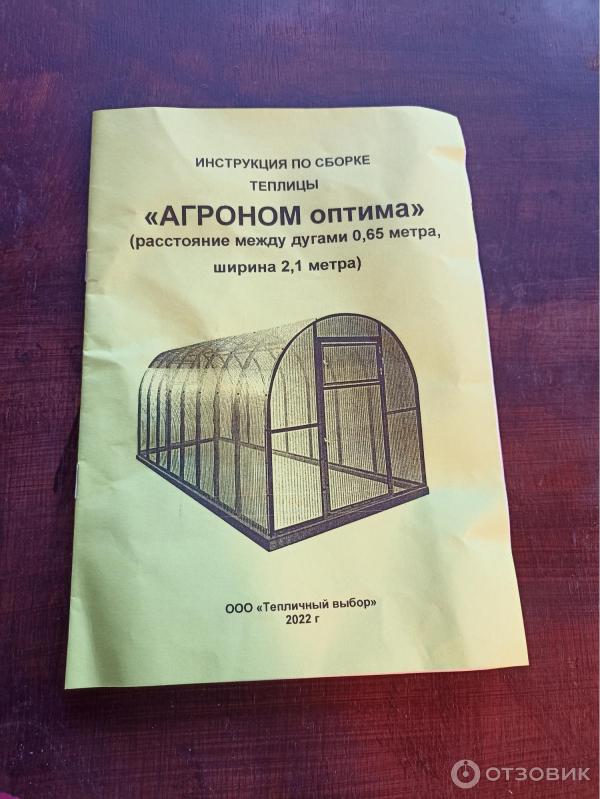 ИНСТРУКЦИЯ ПО СБОРКЕ
ТЕПЛИЦЫ
«АГРОНОМ оптима»
(расстояние между дугами 0,65 метра,
ширина 2,1 метра)
ООО «Тепличный выбор»
2022 г
ОТЗОВИК